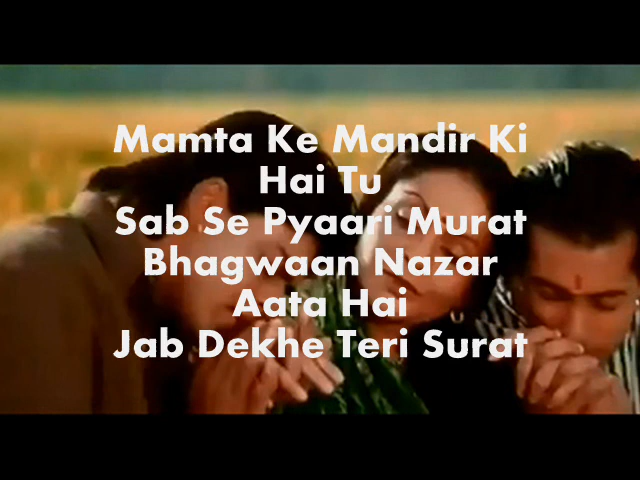 Mamta Ke Mandir Ki
Hai Tu
Sab Se Pyaari Murat
Bhagwaan Nazar
Aata Hai
Jab Dekhe Teri Surat